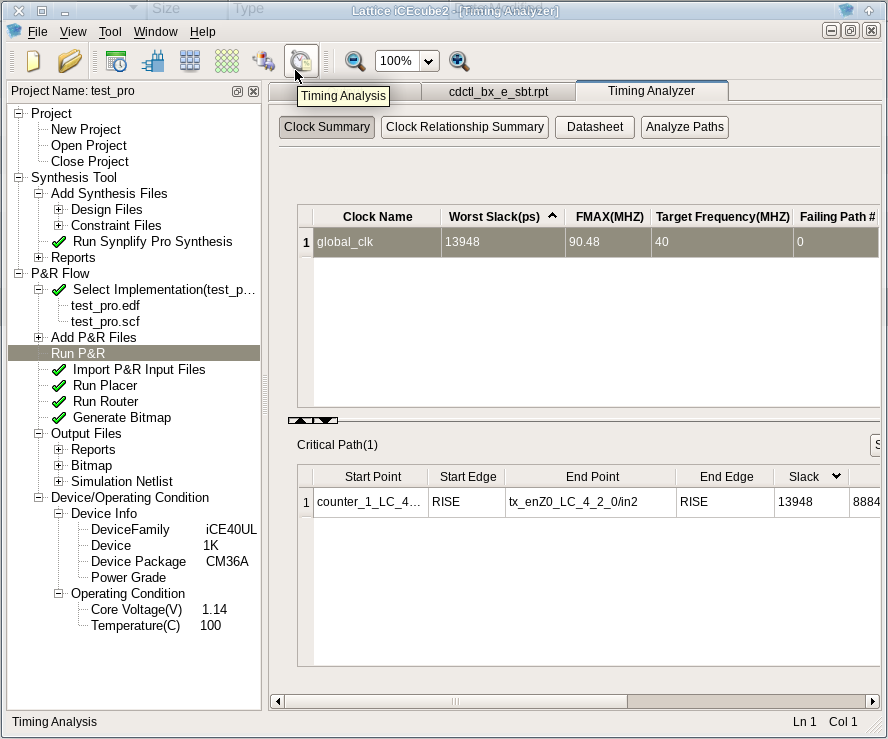 Size Type Date Modified
Lattice iCEcube2 - [Timing Analyzer]
File View Tool Window Help
100%
Project Name: test_pro
Timing Analysis
cdctl_bx_e_sbt.rpt
Timing Analyzer
Project
New Project
Open Project
Close Project
Synthesis Tool
Add Synthesis Files
Design Files
Constraint Files
Run Synplify Pro Synthesis
Reports
P&R Flow
Select Implementation(test_p...
test_pro.edf
test_pro.scf
Add P&R Files
Run P&R
Import P&R Input Files
Run Placer
Run Router
Generate Bitmap
Output Files
Reports
Bitmap
Simulation Netlist
Device/Operating Condition
Device Info
DeviceFamily iCE40UL
Device 1K
Device Package CM36A
Power Grade
Operating Condition
Core Voltage(V) 1.14
Temperature(C) 100
Clock Summary Clock Relationship Summary Datasheet Analyze Paths
Clock Name Worst Slack(ps) FMAX(MHZ) Target Frequency(MHZ) Failing Path #
1 global_clk 13948 90.48 40 0
Critical Path(1)
S
Start Point Start Edge End Point End Edge Slack
1 counter_1_LC_4... RISE tx_enZ0_LC_4_2_0/in2 RISE 13948 8884
Timing Analysis
Ln 1 Col 1